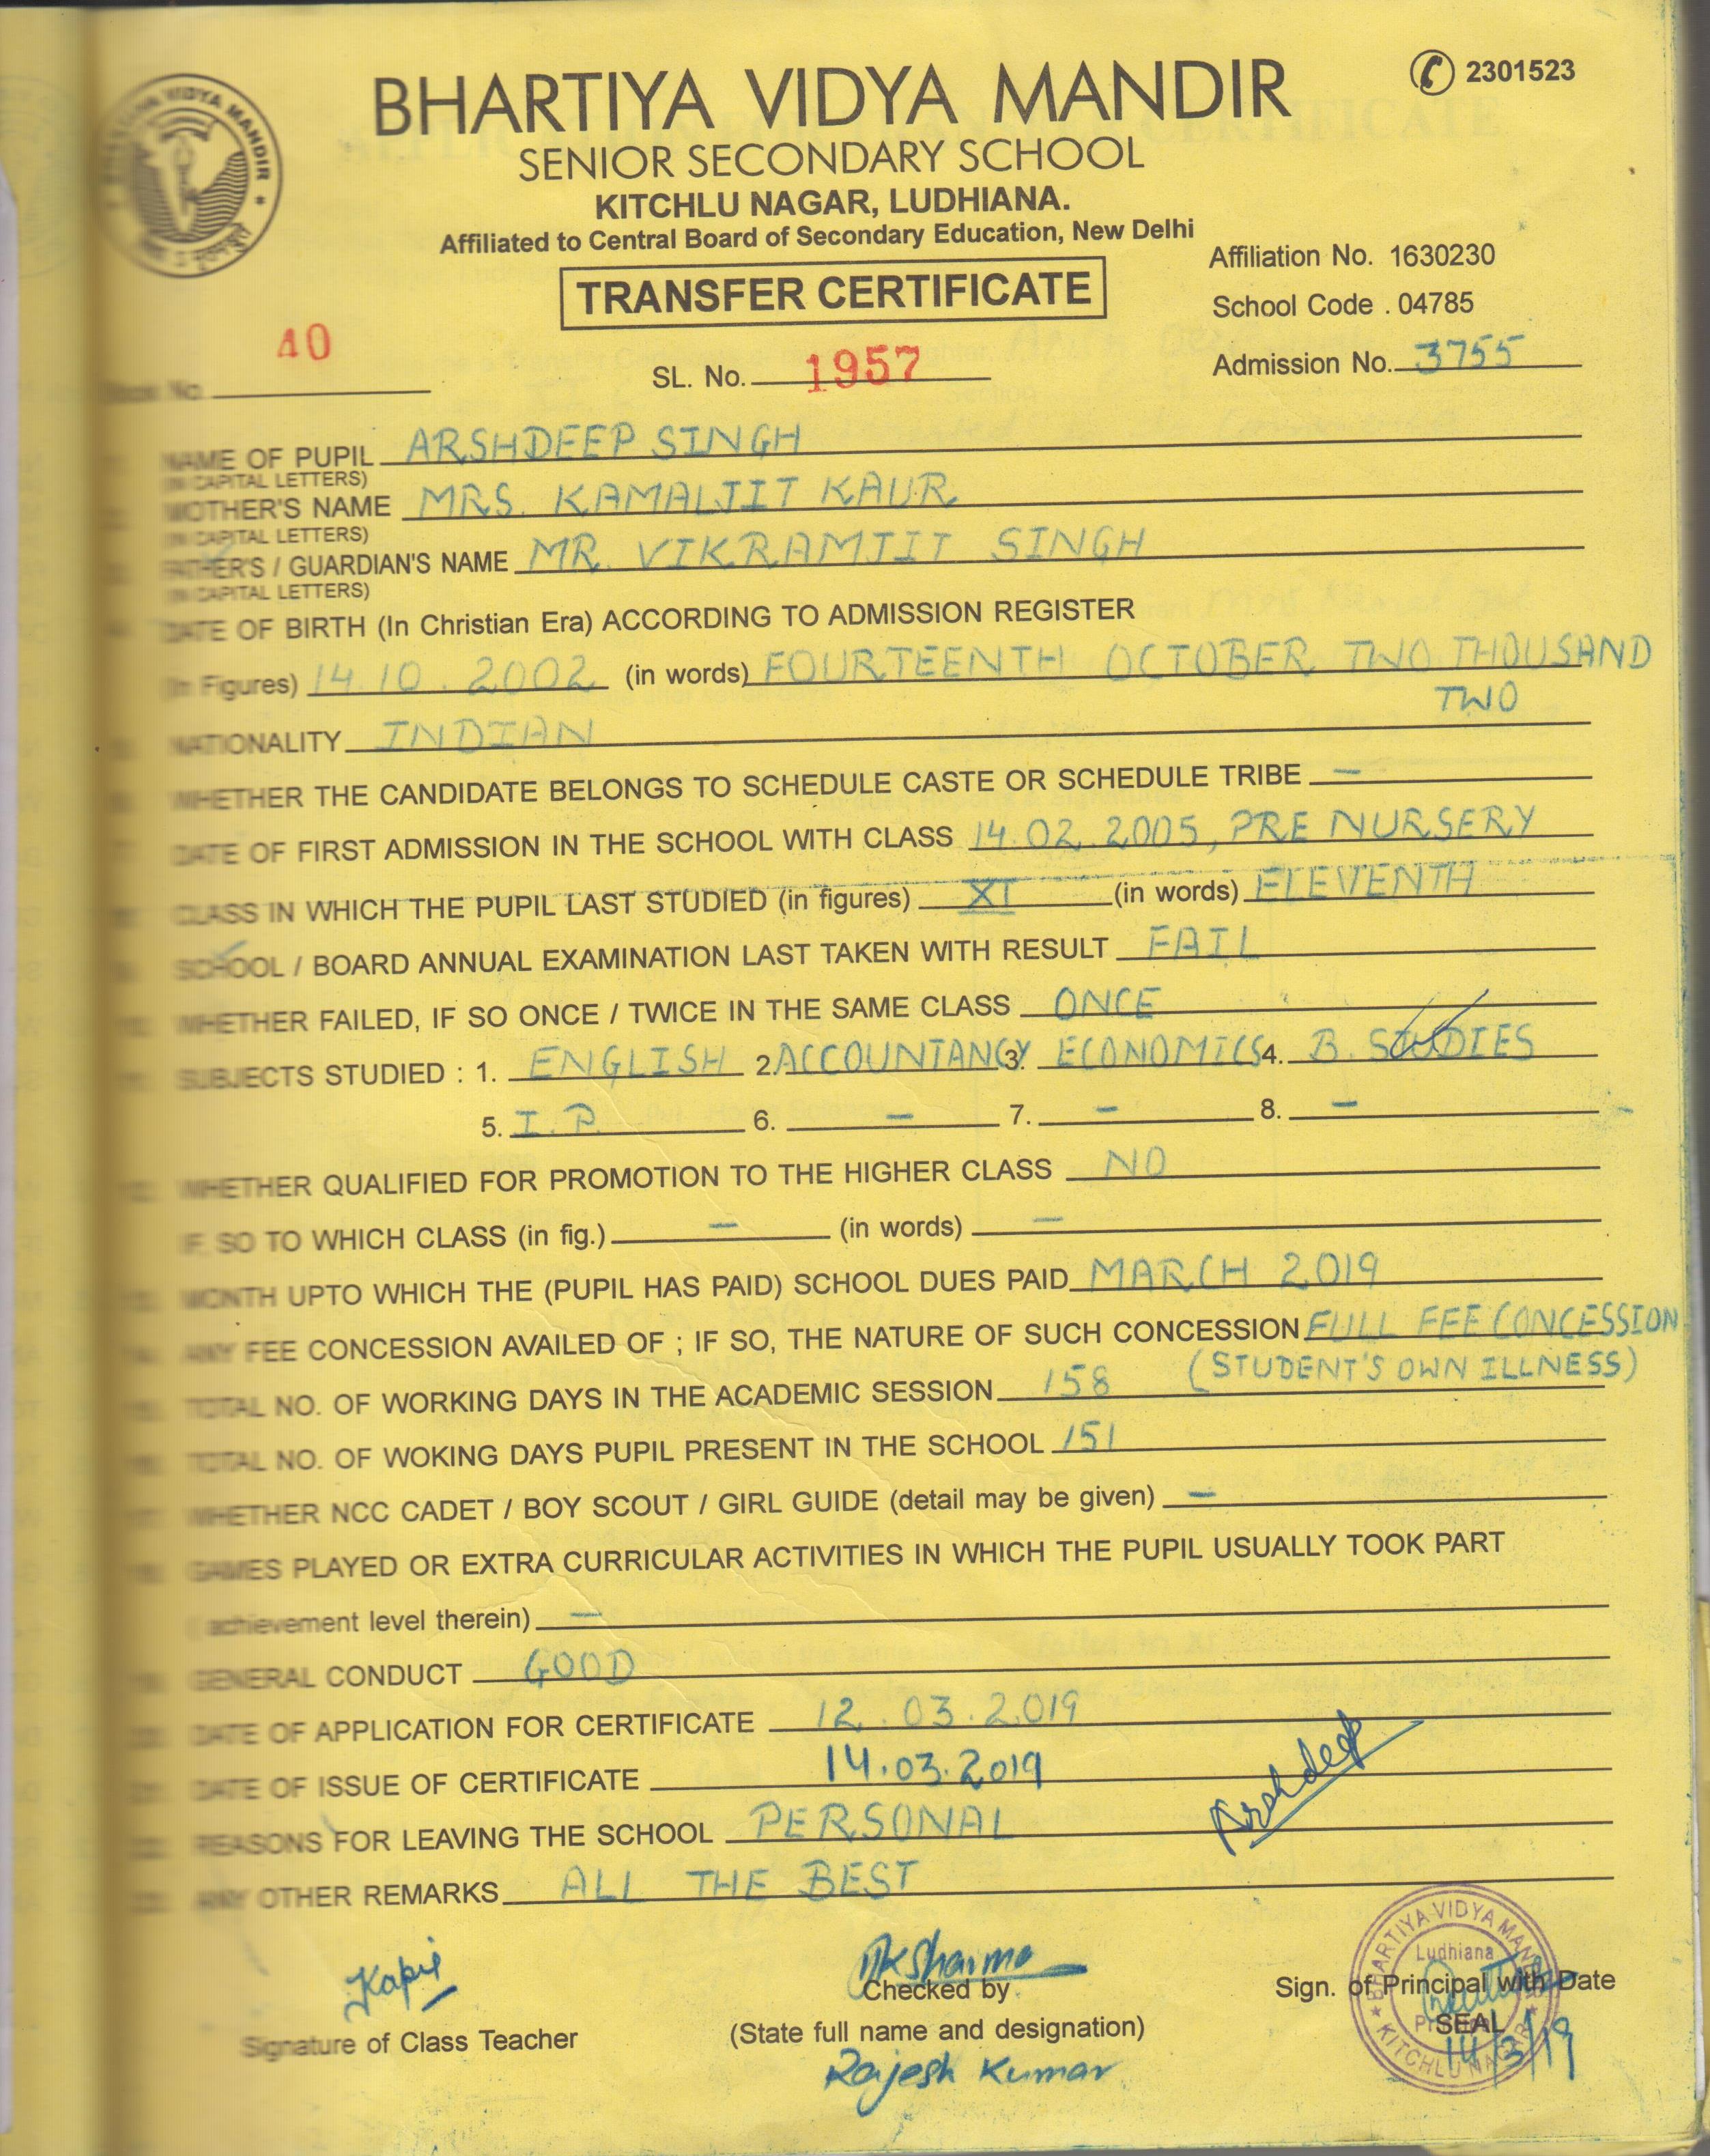 BHARTIYA VIDYA MANDIR
2301523
SENIOR SECONDARY SCHOOL
KITCHLU NAGAR, LUDHIANA.
Affiliated to Central Board of Secondary Education, New Delhi
Affiliation No. 1630230
TRANSFER CERTIFICATE
School Code . 04785
40
SL. No. 1957
Admission No. 3755
NAME OF PUPIL ARSHDEEP SINGH
(IN CAPITAL LETTERS)
MOTHER'S NAME MRS. KAMALJIT KAUR
(IN CAPITAL LETTERS)
FATHER'S / GUARDIAN'S NAME MR. VIKRAMJIT SINGH
(IN CAPITAL LETTERS)
DATE OF BIRTH (In Christian Era) ACCORDING TO ADMISSION REGISTER
(In Figures) 14.10.2002 (in words) FOURTEENTH OCTOBER TWO THOUSAND
TWO
NATIONALITY INDIAN
WHETHER THE CANDIDATE BELONGS TO SCHEDULE CASTE OR SCHEDULE TRIBE –
DATE OF FIRST ADMISSION IN THE SCHOOL WITH CLASS 14.02.2005, PRE NURSERY
CLASS IN WHICH THE PUPIL LAST STUDIED (in figures) XI (in words) ELEVENTH
SCHOOL / BOARD ANNUAL EXAMINATION LAST TAKEN WITH RESULT FAIL
WHETHER FAILED, IF SO ONCE / TWICE IN THE SAME CLASS ONCE
SUBJECTS STUDIED : 1. ENGLISH 2. ACCOUNTANCY 3. ECONOMICS 4. B. STUDIES
5. I.P. 6. – 7. – 8. –
WHETHER QUALIFIED FOR PROMOTION TO THE HIGHER CLASS NO
IF SO TO WHICH CLASS (in fig.) – (in words) –
MONTH UPTO WHICH THE (PUPIL HAS PAID) SCHOOL DUES PAID MARCH 2019
ANY FEE CONCESSION AVAILED OF ; IF SO, THE NATURE OF SUCH CONCESSION FULL FEE CONCESSION
(STUDENT'S OWN ILLNESS)
TOTAL NO. OF WORKING DAYS IN THE ACADEMIC SESSION 158
TOTAL NO. OF WOKING DAYS PUPIL PRESENT IN THE SCHOOL 151
WHETHER NCC CADET / BOY SCOUT / GIRL GUIDE (detail may be given) –
GAMES PLAYED OR EXTRA CURRICULAR ACTIVITIES IN WHICH THE PUPIL USUALLY TOOK PART
( achievement level therein) –
GENERAL CONDUCT GOOD
DATE OF APPLICATION FOR CERTIFICATE 12.03.2019
DATE OF ISSUE OF CERTIFICATE 14.03.2019
Arshdeep
REASONS FOR LEAVING THE SCHOOL PERSONAL
ANY OTHER REMARKS ALL THE BEST
Kapil
RKSharma
Checked by
Signature of Class Teacher
(State full name and designation)
Rajesh Kumar
BHARTIYA VIDYA MANDIR
Ludhiana
Sign. of Principal with Date
SEAL
KITCHLU NAGAR
14/3/19